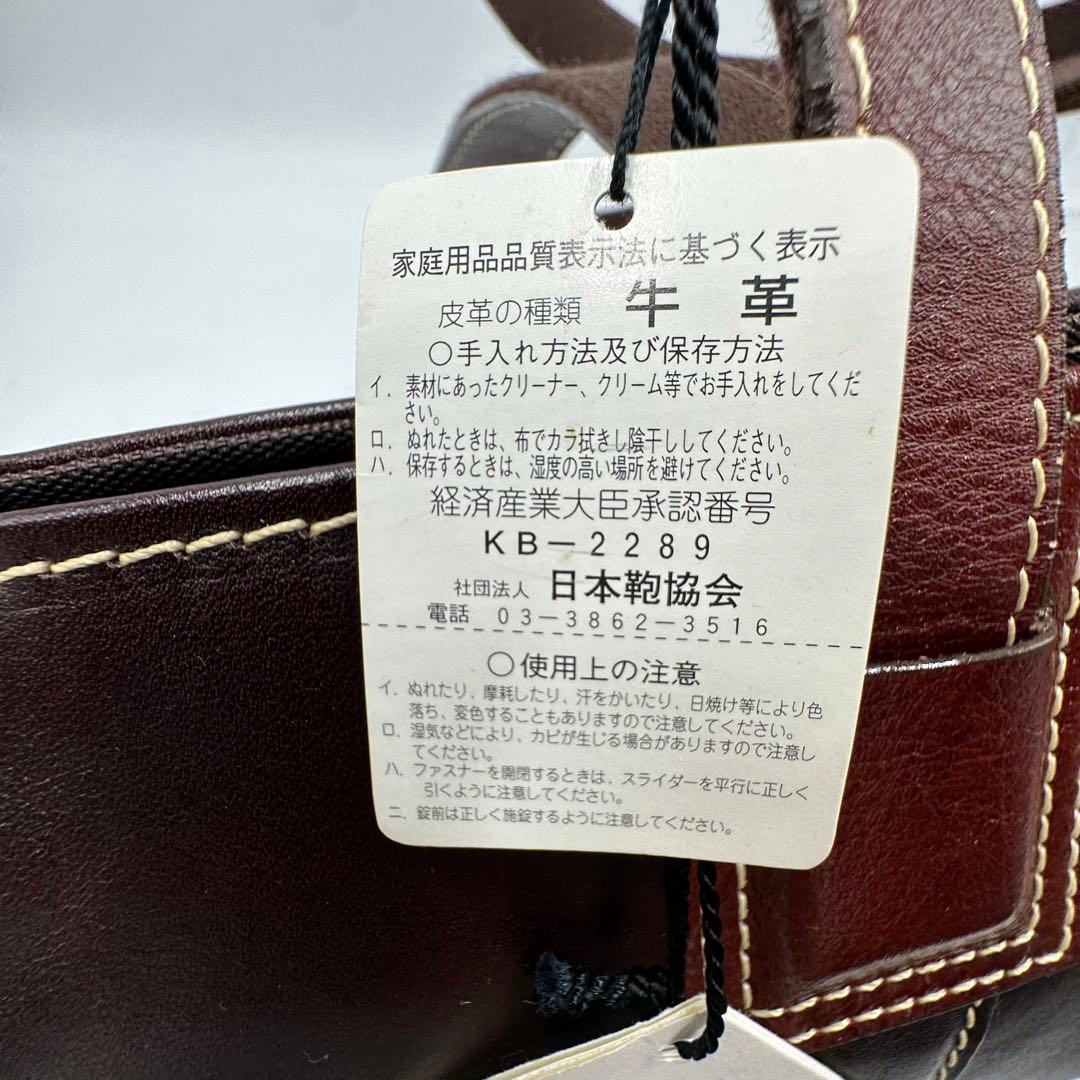 家庭用品品質表示法に基づく表示
皮革の種類 牛 革
○手入れ方法及び保存方法
イ. 素材にあったクリーナー、クリーム等でお手入れをしてくだ
さい。
ロ. ぬれたときは、布でカラ拭きし陰干ししてください。
ハ. 保存するときは、湿度の高い場所を避けてください。
経済産業大臣承認番号
KB－2289
社団法人 日本鞄協会
電話 03－3862－3516
○使用上の注意
イ. ぬれたり、摩耗したり、汗をかいたり、日焼け等により色
落ち、変色することもありますので注意してください。
ロ. 湿気などにより、カビが生じる場合がありますので注意し
てください。
ハ. ファスナーを開閉するときは、スライダーを平行に正しく
引くように注意してください。
ニ. 錠前は正しく施錠するように注意してください。